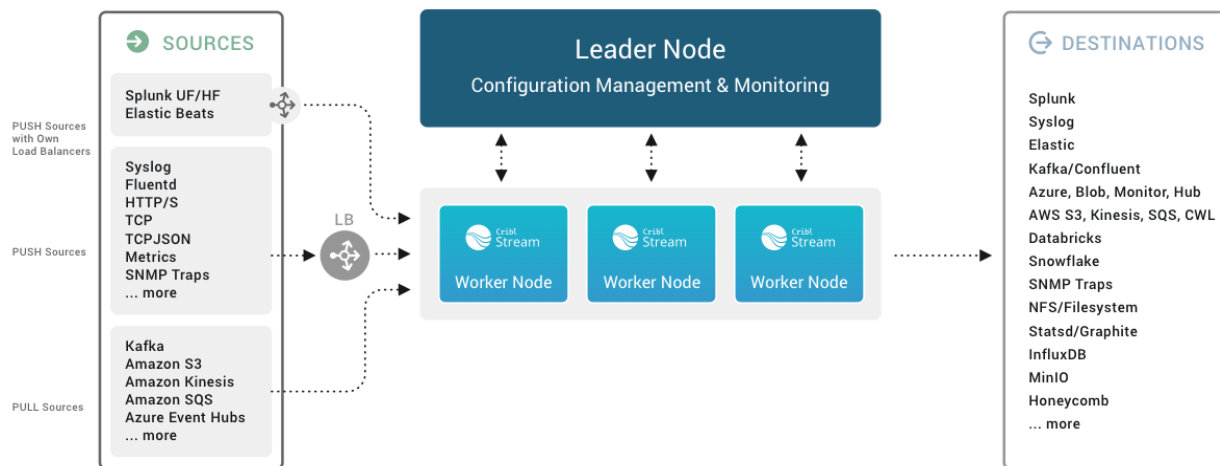 SOURCES
Splunk UF/HF
Elastic Beats
PUSH Sources
with Own
Load Balancers
Syslog
Fluentd
HTTP/S
TCP
TCPJSON
Metrics
SNMP Traps
... more
PUSH Sources
Kafka
Amazon S3
Amazon Kinesis
Amazon SQS
Azure Event Hubs
... more
PULL Sources
LB
Leader Node
Configuration Management & Monitoring
Cribl
Stream
Worker Node
Cribl
Stream
Worker Node
Cribl
Stream
Worker Node
DESTINATIONS
Splunk
Syslog
Elastic
Kafka/Confluent
Azure, Blob, Monitor, Hub
AWS S3, Kinesis, SQS, CWL
Databricks
Snowflake
SNMP Traps
NFS/Filesystem
Statsd/Graphite
InfluxDB
MinIO
Honeycomb
... more